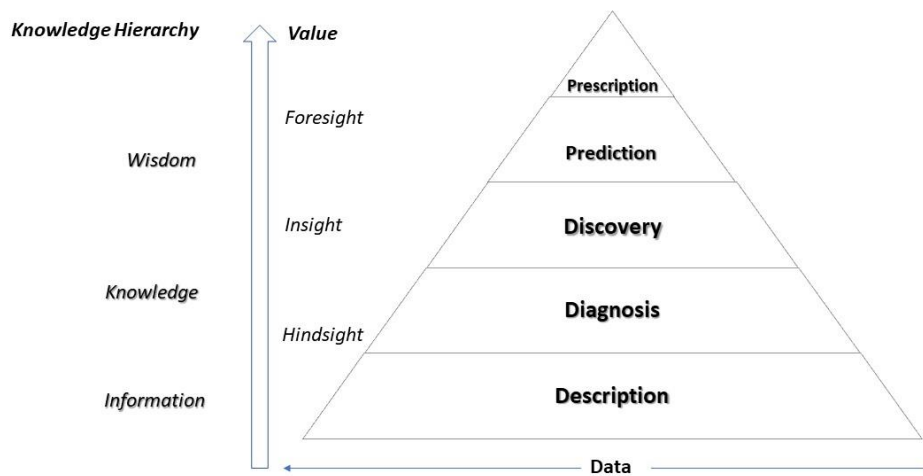 Knowledge Hierarchy
Value
Prescription
Foresight
Wisdom
Prediction
Insight
Discovery
Knowledge
Diagnosis
Hindsight
Information
Description
Data